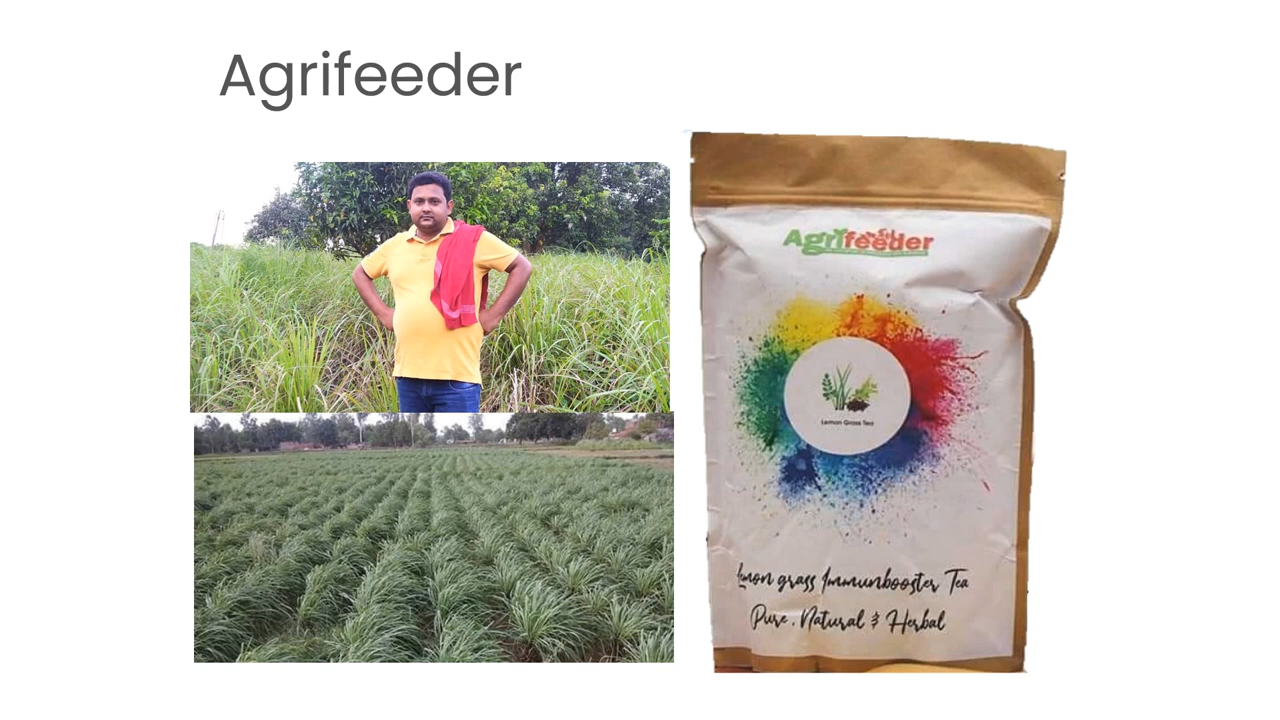 Agrifeeder
Agrifeeder
Lemon Grass Tea
Lemon grass Immunbooster Tea
Pure . Natural & Herbal